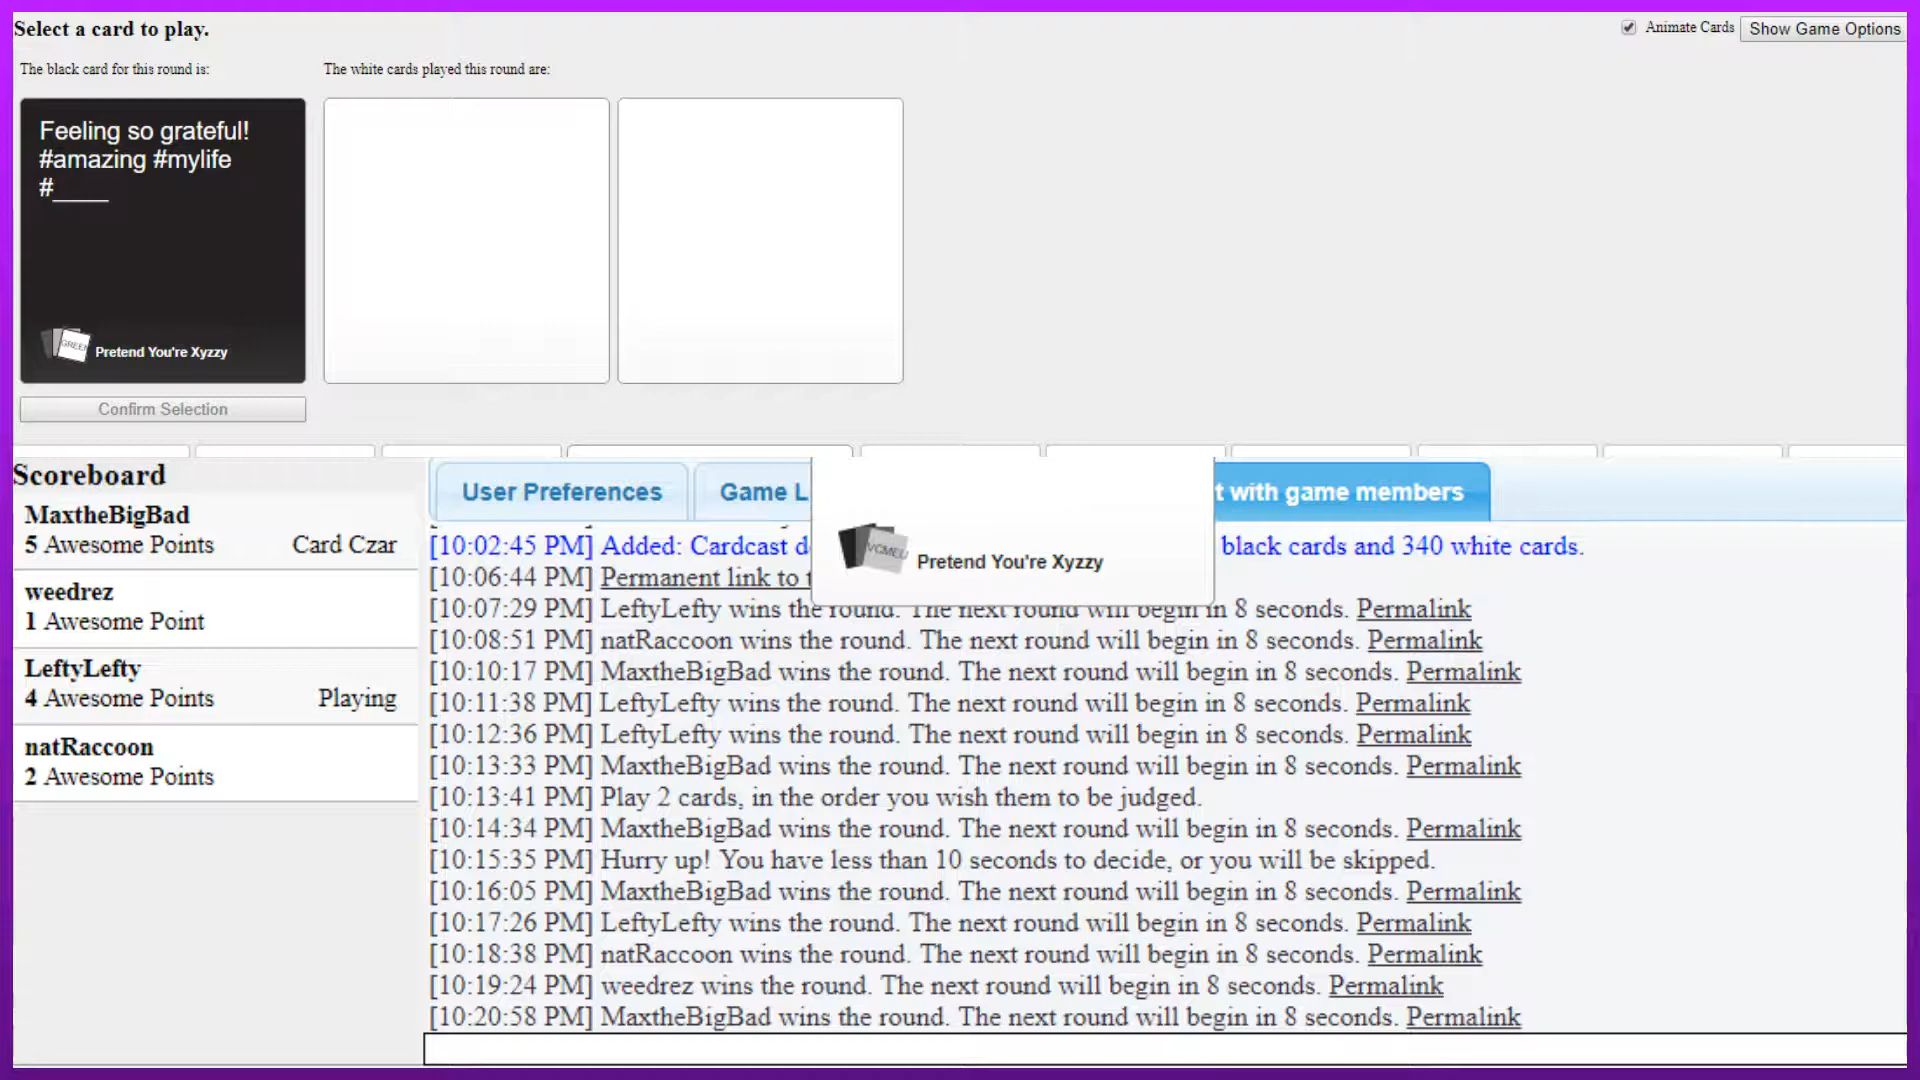 Select a card to play.
Animate Cards
Show Game Options
The black card for this round is:
The white cards played this round are:
Feeling so grateful!
#amazing #mylife
#____
Pretend You're Xyzzy
Confirm Selection
Scoreboard
MaxtheBigBad
5 Awesome Points
Card Czar
weedrez
1 Awesome Point
LeftyLefty
4 Awesome Points
Playing
natRaccoon
2 Awesome Points
User Preferences
Game L
t with game members
Pretend You're Xyzzy
[10:02:45 PM] Added: Cardcast d black cards and 340 white cards.
[10:06:44 PM] Permanent link to t
[10:07:29 PM] LeftyLefty wins the round. The next round will begin in 8 seconds. Permalink
[10:08:51 PM] natRaccoon wins the round. The next round will begin in 8 seconds. Permalink
[10:10:17 PM] MaxtheBigBad wins the round. The next round will begin in 8 seconds. Permalink
[10:11:38 PM] LeftyLefty wins the round. The next round will begin in 8 seconds. Permalink
[10:12:36 PM] LeftyLefty wins the round. The next round will begin in 8 seconds. Permalink
[10:13:33 PM] MaxtheBigBad wins the round. The next round will begin in 8 seconds. Permalink
[10:13:41 PM] Play 2 cards, in the order you wish them to be judged.
[10:14:34 PM] MaxtheBigBad wins the round. The next round will begin in 8 seconds. Permalink
[10:15:35 PM] Hurry up! You have less than 10 seconds to decide, or you will be skipped.
[10:16:05 PM] MaxtheBigBad wins the round. The next round will begin in 8 seconds. Permalink
[10:17:26 PM] LeftyLefty wins the round. The next round will begin in 8 seconds. Permalink
[10:18:38 PM] natRaccoon wins the round. The next round will begin in 8 seconds. Permalink
[10:19:24 PM] weedrez wins the round. The next round will begin in 8 seconds. Permalink
[10:20:58 PM] MaxtheBigBad wins the round. The next round will begin in 8 seconds. Permalink